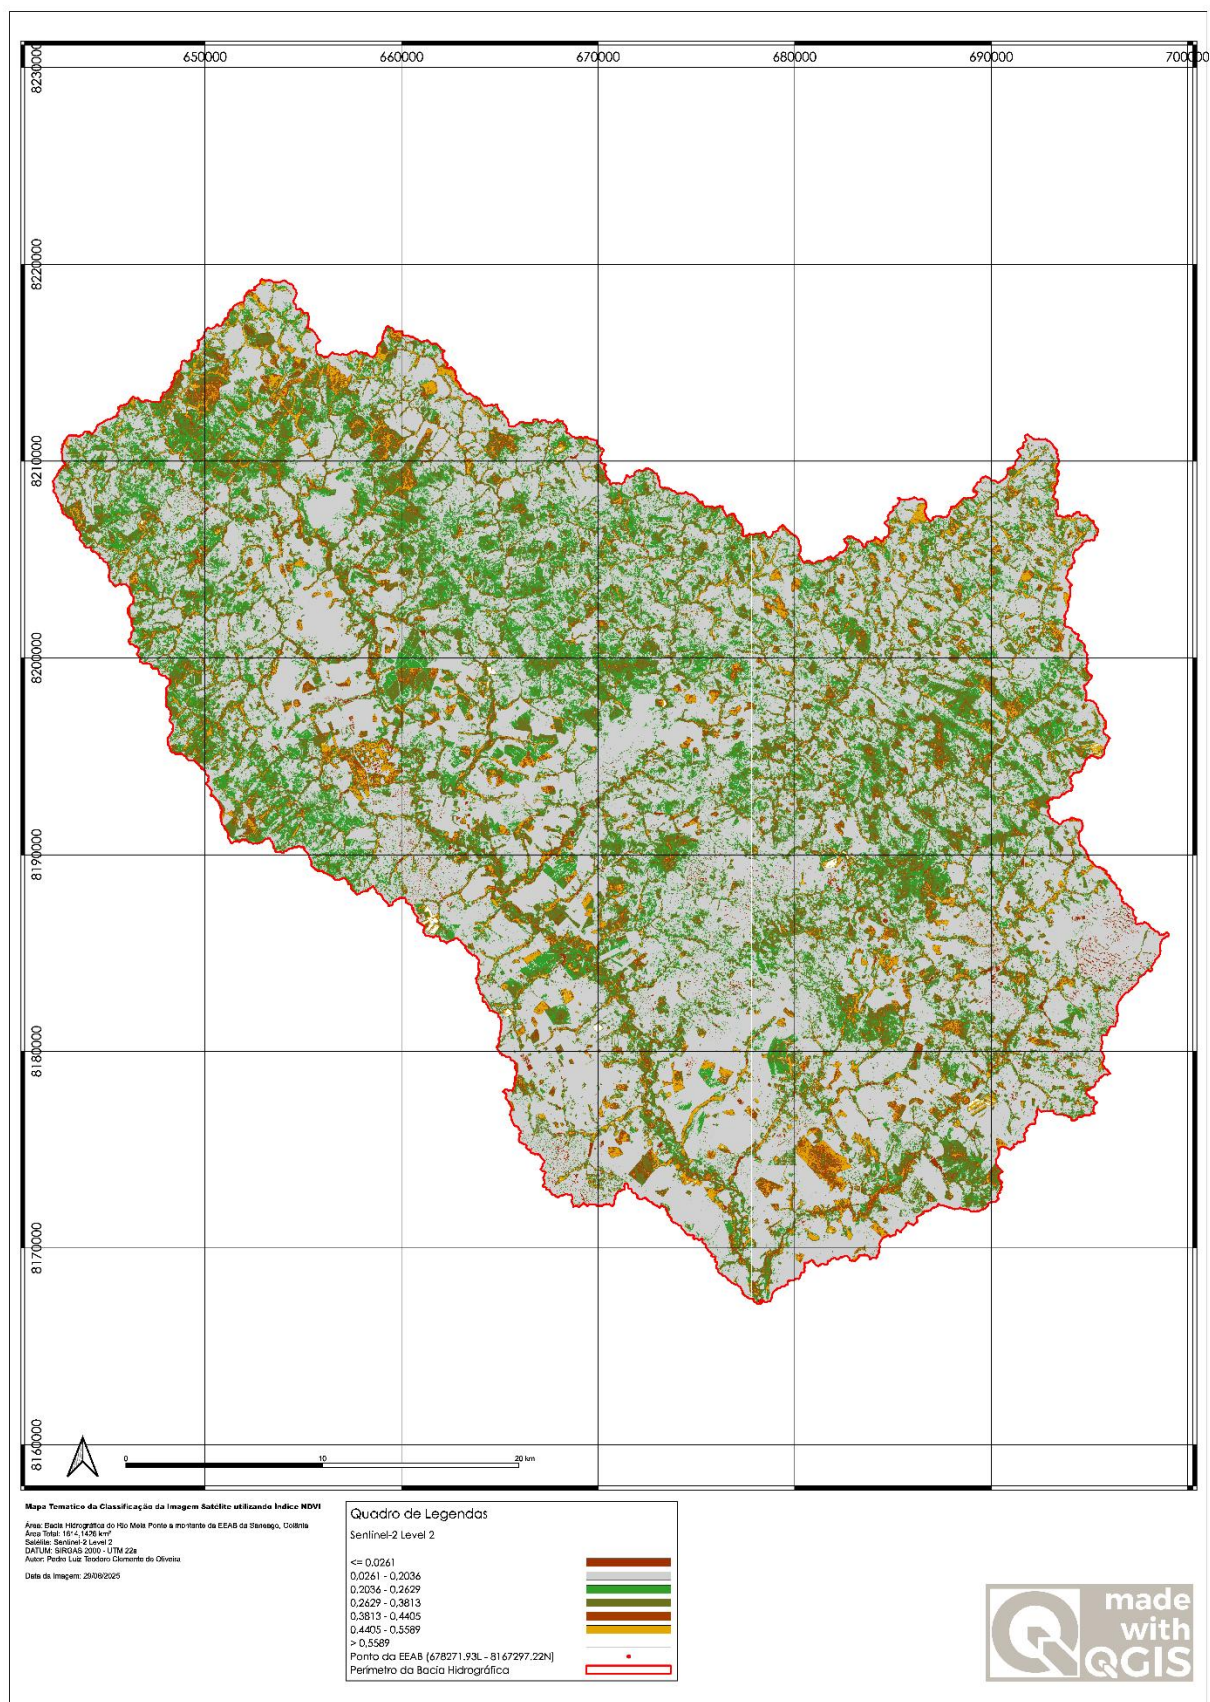 650000
660000
670000
680000
690000
700000
8230000
8220000
8210000
8200000
8190000
8180000
8170000
8160000
0
10
20 km
Mapa Tematico da Classificação da Imagem Satélite utilizando Índice NDVI
Área: Bacia Hidrográfica do Rio Meia Ponte a montante da EEAB da Saneago, Goiânia
Área Total: 1614,1426 km²
Satélite: Sentinel-2 Level 2
DATUM: SIRGAS 2000 - UTM 22s
Autor: Pedro Luiz Teodoro Clemente de Oliveira
Data da Imagem: 29/08/2025
Quadro de Legendas
Sentinel-2 Level 2
<= 0,0261
0,0261 - 0,2036
0,2036 - 0,2629
0,2629 - 0,3813
0,3813 - 0,4405
0,4405 - 0,5589
> 0,5589
Ponto da EEAB (678271.93L - 8167297.22N)
Perímetro da Bacia Hidrográfica
made
with
QGIS